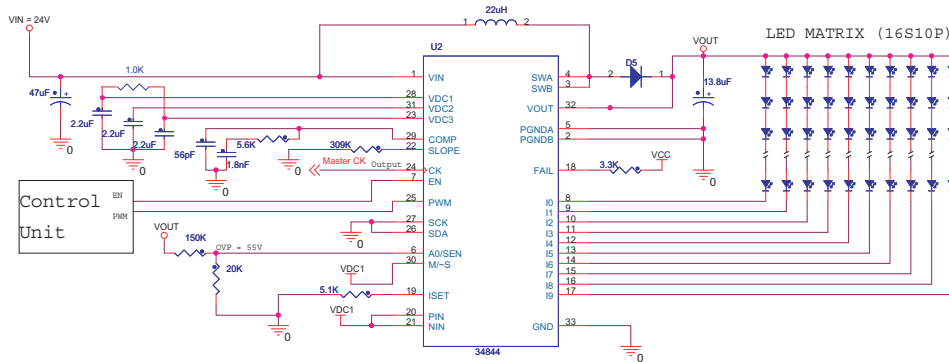 22uH
1 2
VIN = 24V
LED MATRIX (16S10P)
VOUT
U2
D5
2 1
1.0K
47uF
2.2uF
2.2uF
2.2uF
13.8uF
1 VIN
28 VDC1
31 VDC2
23 VDC3
29 COMP
22 SLOPE
24 CK
7 EN
25 PWM
27 SCK
26 SDA
6 A0/SEN
30 M/~S
19 ISET
20 PIN
21 NIN
SWA 4
SWB 3
VOUT 32
PGNDA 5
PGNDB 2
FAIL 18
I0 8
I1 9
I2 10
I3 11
I4 12
I5 13
I6 14
I7 15
I8 16
I9 17
GND 33
34844
0
0
0
0
0
0
0
0
0
5.6K
56pF
1.8nF
309K
Master CK Output
3.3K
VCC
Control
Unit
EN
PWM
VOUT
150K
OVP = 55V
20K
VDC1
5.1K
VDC1